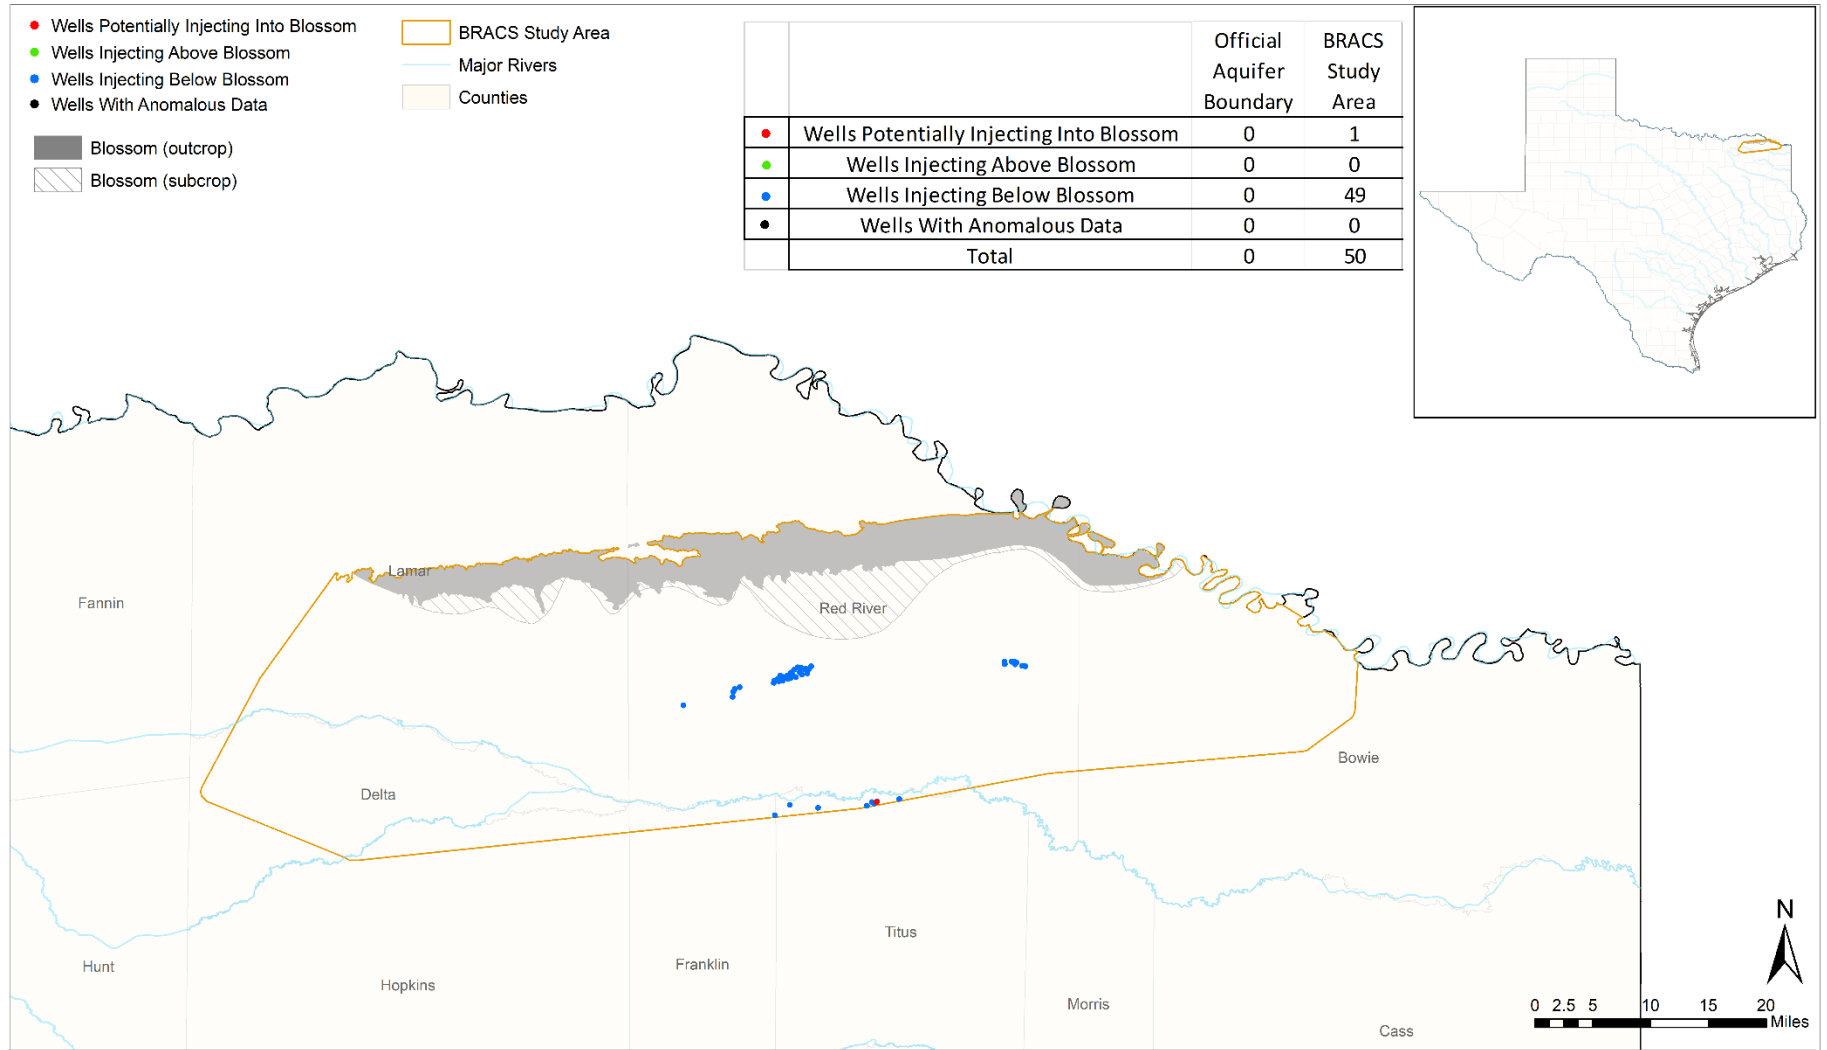 Wells Potentially Injecting Into Blossom
Wells Injecting Above Blossom
Wells Injecting Below Blossom
Wells With Anomalous Data
Blossom (outcrop)
Blossom (subcrop)
BRACS Study Area
Major Rivers
Counties
Official Aquifer Boundary BRACS Study Area
Wells Potentially Injecting Into Blossom 0 1
Wells Injecting Above Blossom 0 0
Wells Injecting Below Blossom 0 49
Wells With Anomalous Data 0 0
Total 0 50
Lamar
Fannin
Red River
Bowie
Delta
Titus
Franklin
Hunt
Hopkins
Morris
Cass
N
0 2.5 5 10 15 20
Miles